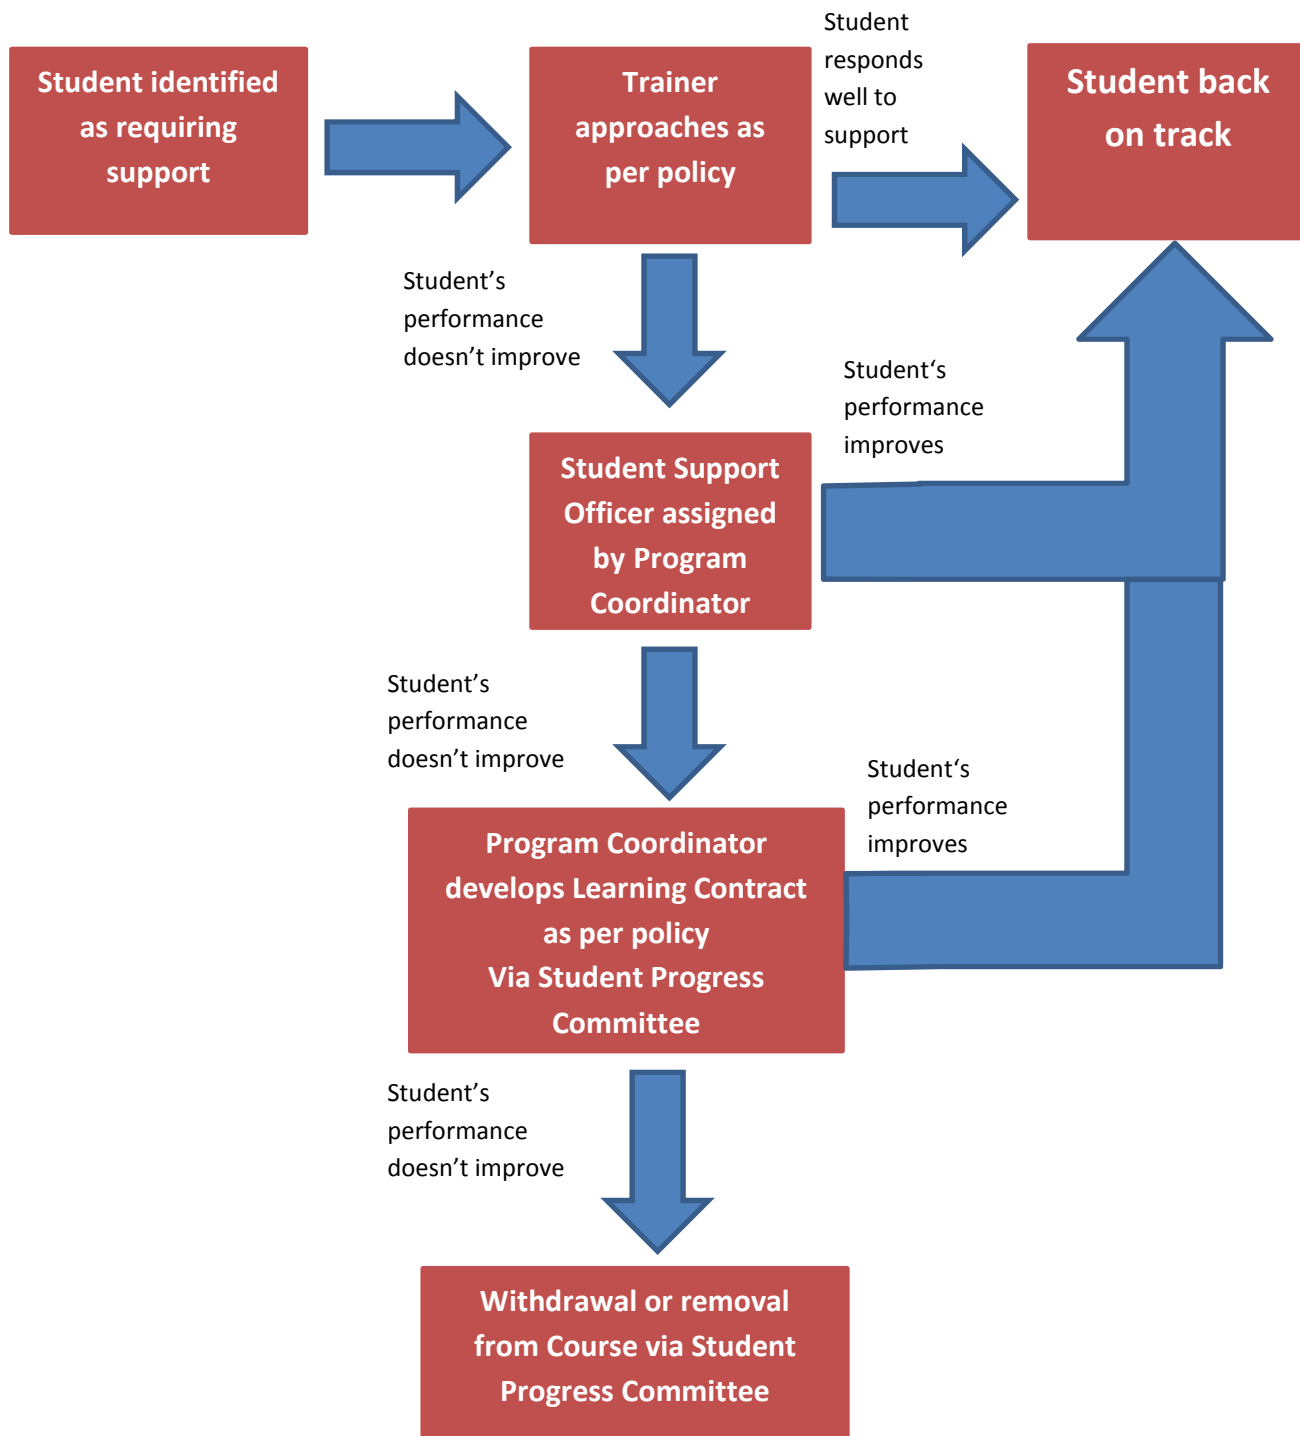 Student identified
as requiring
support
Trainer
approaches as
per policy
Student
responds
well to
support
Student back
on track
Student’s
performance
doesn’t improve
Student‘s
performance
improves
Student Support
Officer assigned
by Program
Coordinator
Student’s
performance
doesn’t improve
Student‘s
performance
improves
Program Coordinator
develops Learning Contract
as per policy
Via Student Progress
Committee
Student’s
performance
doesn’t improve
Withdrawal or removal
from Course via Student
Progress Committee